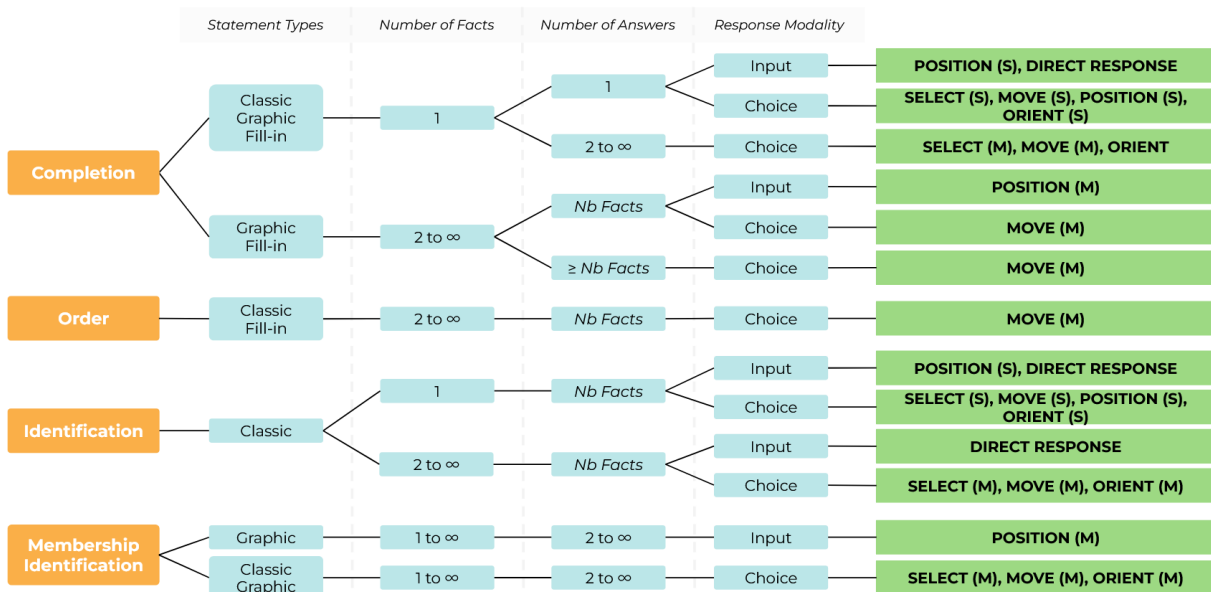 Statement Types
Number of Facts
Number of Answers
Response Modality
Completion
Classic
Graphic
Fill-in
1
1
Input
POSITION (S), DIRECT RESPONSE
Choice
SELECT (S), MOVE (S), POSITION (S),
ORIENT (S)
2 to ∞
Choice
SELECT (M), MOVE (M), ORIENT
Graphic
Fill-in
2 to ∞
Nb Facts
Input
POSITION (M)
Choice
MOVE (M)
≥ Nb Facts
Choice
MOVE (M)
Order
Classic
Fill-in
2 to ∞
Nb Facts
Choice
MOVE (M)
Identification
Classic
1
Nb Facts
Input
POSITION (S), DIRECT RESPONSE
Choice
SELECT (S), MOVE (S), POSITION (S),
ORIENT (S)
2 to ∞
Nb Facts
Input
DIRECT RESPONSE
Choice
SELECT (M), MOVE (M), ORIENT (M)
Membership
Identification
Graphic
1 to ∞
2 to ∞
Input
POSITION (M)
Classic
Graphic
1 to ∞
2 to ∞
Choice
SELECT (M), MOVE (M), ORIENT (M)